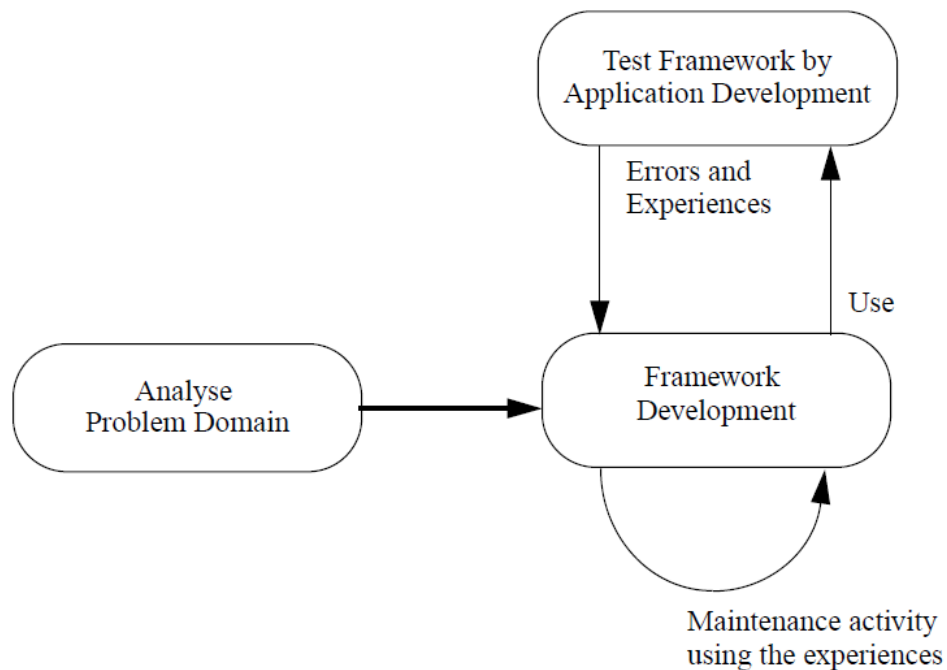 Test Framework by
Application Development
Errors and
Experiences
Use
Analyse
Problem Domain
Framework
Development
Maintenance activity
using the experiences